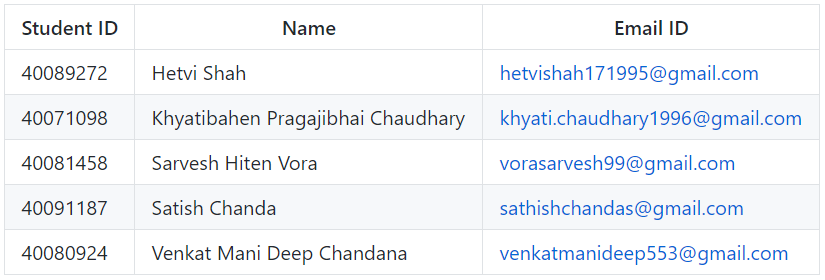 Student ID Name Email ID
40089272 Hetvi Shah hetvishah171995@gmail.com
40071098 Khyatibahen Pragajibhai Chaudhary khyati.chaudhary1996@gmail.com
40081458 Sarvesh Hiten Vora vorasarvesh99@gmail.com
40091187 Satish Chanda sathishchandas@gmail.com
40080924 Venkat Mani Deep Chandana venkatmanideep553@gmail.com